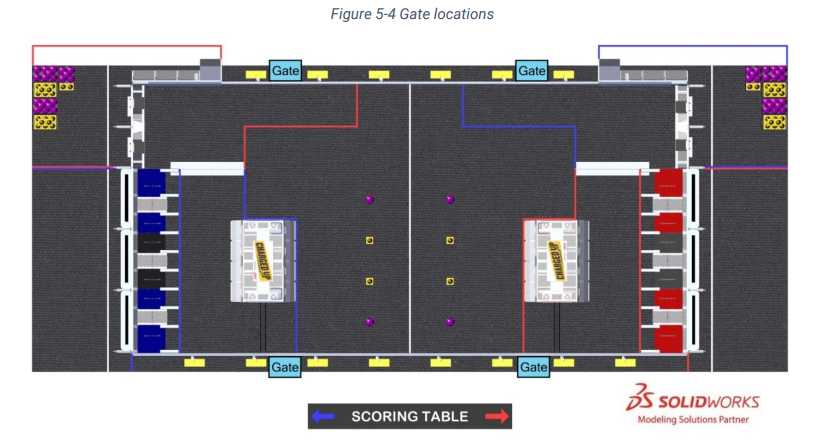 Figure 5-4 Gate locations
Gate
Gate
CHARGED UP
CHARGED UP
Gate
Gate
SCORING TABLE
SOLIDWORKS
Modeling Solutions Partner